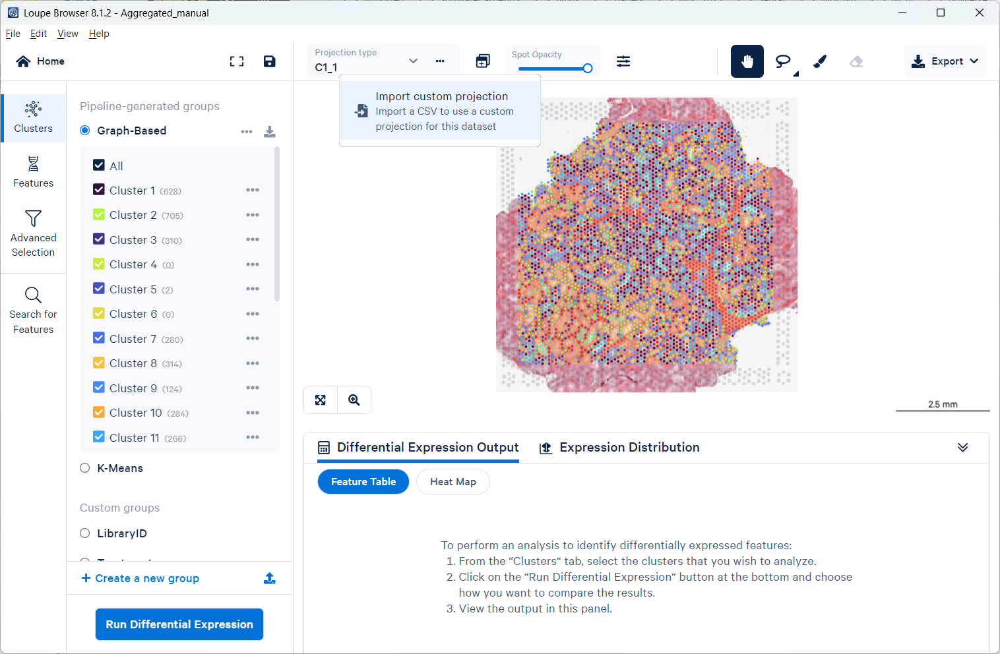 Loupe Browser 8.1.2 - Aggregated_manual
File Edit View Help
Home
Projection type
C1_1
Spot Opacity
Export
Import custom projection
Import a CSV to use a custom
projection for this dataset
Clusters
Features
Advanced
Selection
Search for
Features
Pipeline-generated groups
Graph-Based
All
Cluster 1 (628)
Cluster 2 (705)
Cluster 3 (310)
Cluster 4 (0)
Cluster 5 (2)
Cluster 6 (0)
Cluster 7 (280)
Cluster 8 (314)
Cluster 9 (124)
Cluster 10 (284)
Cluster 11 (266)
K-Means
Custom groups
LibraryID
+ Create a new group
Run Differential Expression
2.5 mm
Differential Expression Output
Expression Distribution
Feature Table
Heat Map
To perform an analysis to identify differentially expressed features:
1. From the “Clusters“ tab, select the clusters that you wish to analyze.
2. Click on the “Run Differential Expression“ button at the bottom and choose
how you want to compare the results.
3. View the output in this panel.